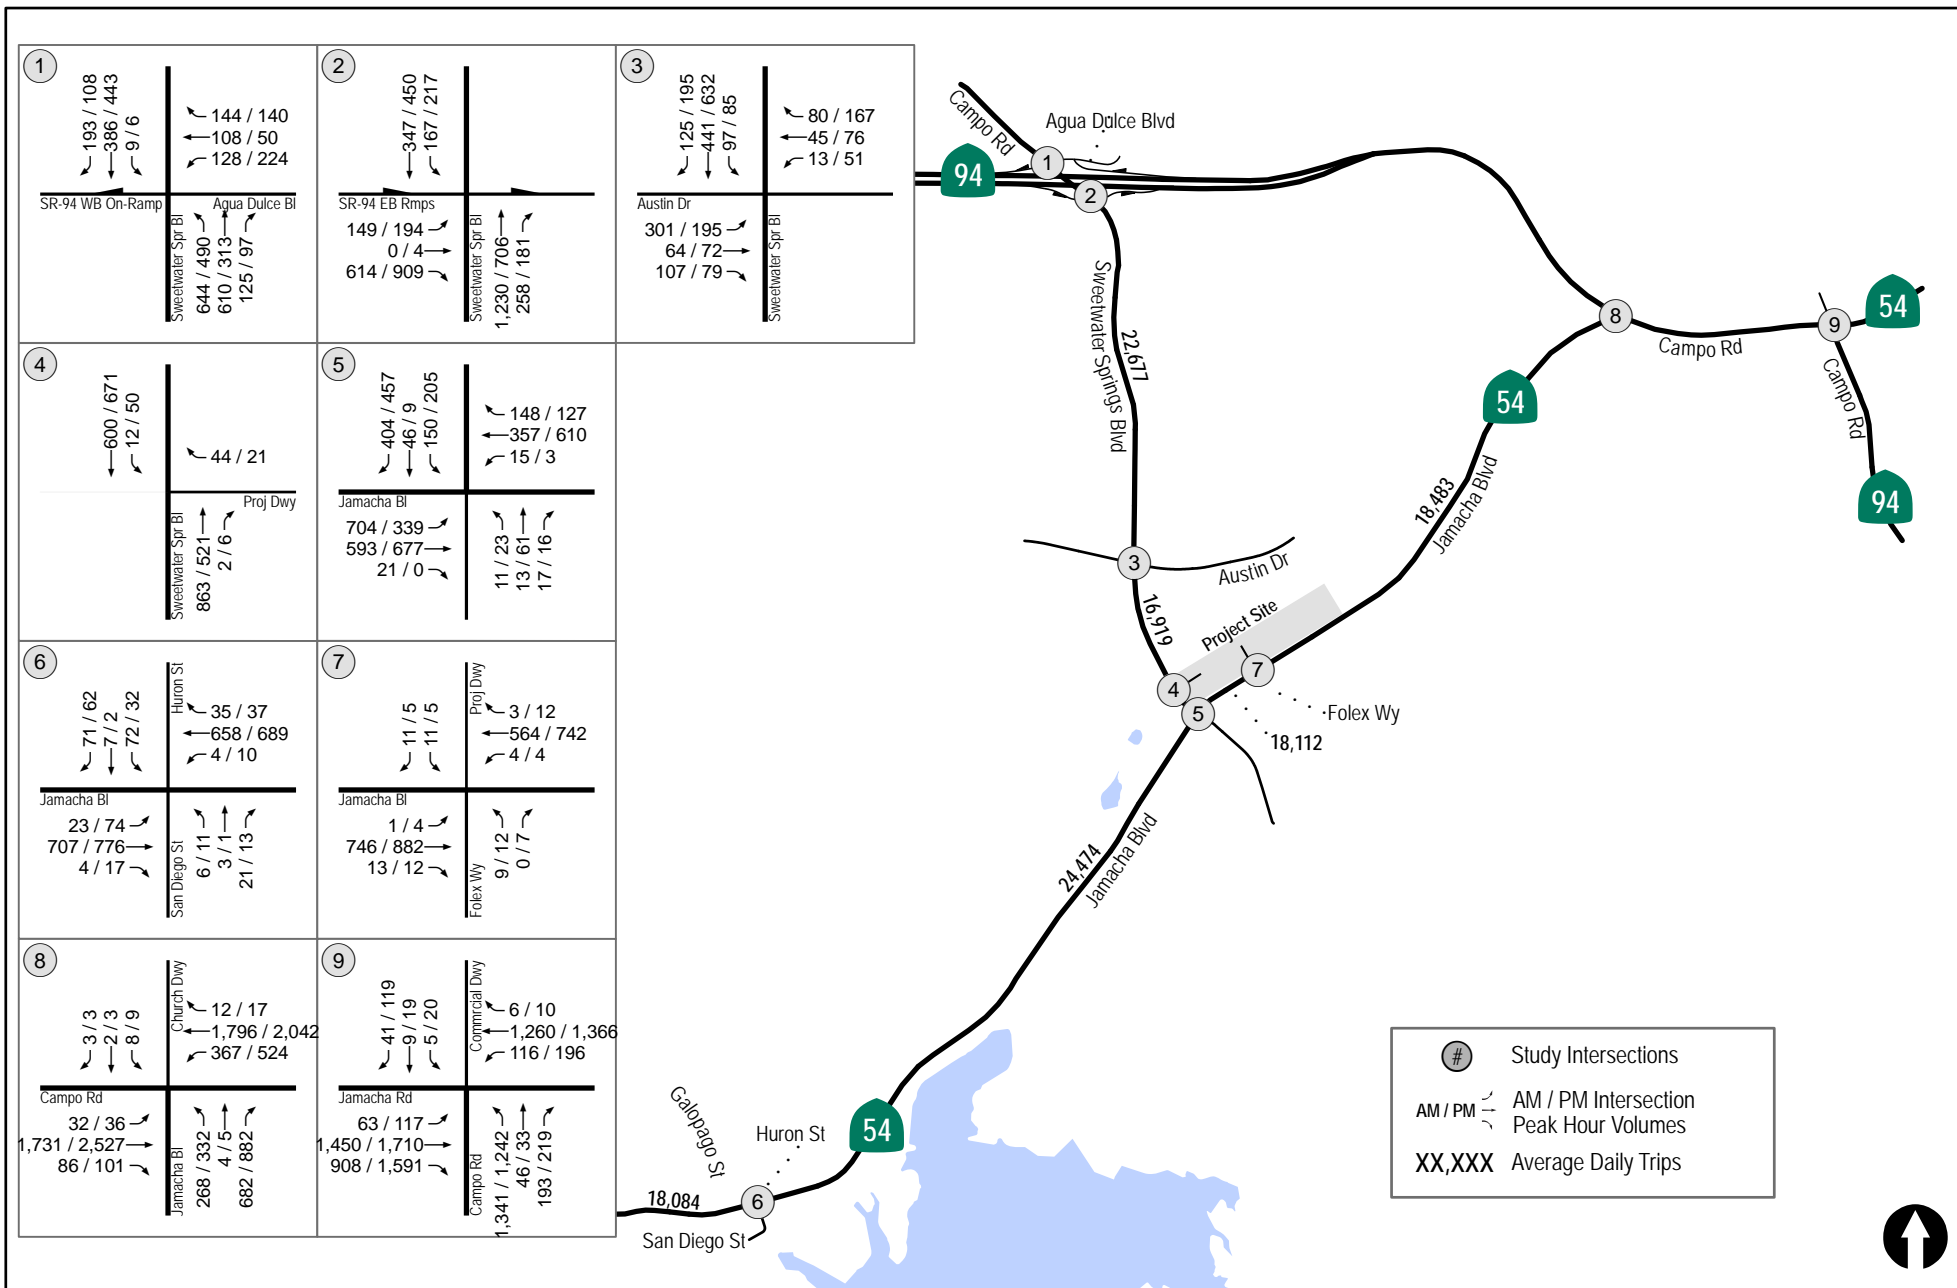 1
193 / 108
386 / 443
9 / 6
144 / 140
108 / 50
128 / 224
SR-94 WB On-Ramp
Agua Dulce Bl
Sweetwater Spr Bl
644 / 490
610 / 313
125 / 97
2
347 / 450
167 / 217
SR-94 EB Rmps
149 / 194
0 / 4
614 / 909
Sweetwater Spr Bl
1,230 / 706
258 / 181
3
125 / 195
441 / 632
97 / 85
80 / 167
45 / 76
13 / 51
Austin Dr
301 / 195
64 / 72
107 / 79
Sweetwater Spr Bl
4
600 / 671
12 / 50
44 / 21
Proj Dwy
Sweetwater Spr Bl
863 / 521
2 / 6
5
404 / 457
46 / 9
150 / 205
148 / 127
357 / 610
15 / 3
Jamacha Bl
704 / 339
593 / 677
21 / 0
11 / 23
13 / 61
17 / 16
6
71 / 62
7 / 2
72 / 32
Huron St
35 / 37
658 / 689
4 / 10
Jamacha Bl
23 / 74
707 / 776
4 / 17
San Diego St
6 / 11
3 / 1
21 / 13
7
11 / 5
11 / 5
Proj Dwy
3 / 12
564 / 742
4 / 4
Jamacha Bl
1 / 4
746 / 882
13 / 12
Folex Wy
9 / 12
0 / 7
8
3 / 3
2 / 3
8 / 9
Church Dwy
12 / 17
1,796 / 2,042
367 / 524
Campo Rd
32 / 36
1,731 / 2,527
86 / 101
Jamacha Bl
268 / 332
4 / 5
682 / 882
9
41 / 119
9 / 19
5 / 20
Commrcial Dwy
6 / 10
1,260 / 1,366
116 / 196
Jamacha Rd
63 / 117
1,450 / 1,710
908 / 1,591
Campo Rd
1,341 / 1,242
46 / 33
193 / 219
Campo Rd
Agua Dulce Blvd
94
1
2
Sweetwater Springs Blvd
22,677
8
Campo Rd
9
54
Campo Rd
94
54
18,483
Jamacha Blvd
3
Austin Dr
16,919
Project Site
4
7
5
Folex Wy
18,112
24,474
Jamacha Blvd
54
Galopago St
Huron St
18,084
6
San Diego St
# Study Intersections
AM / PM AM / PM Intersection
Peak Hour Volumes
XX,XXX Average Daily Trips